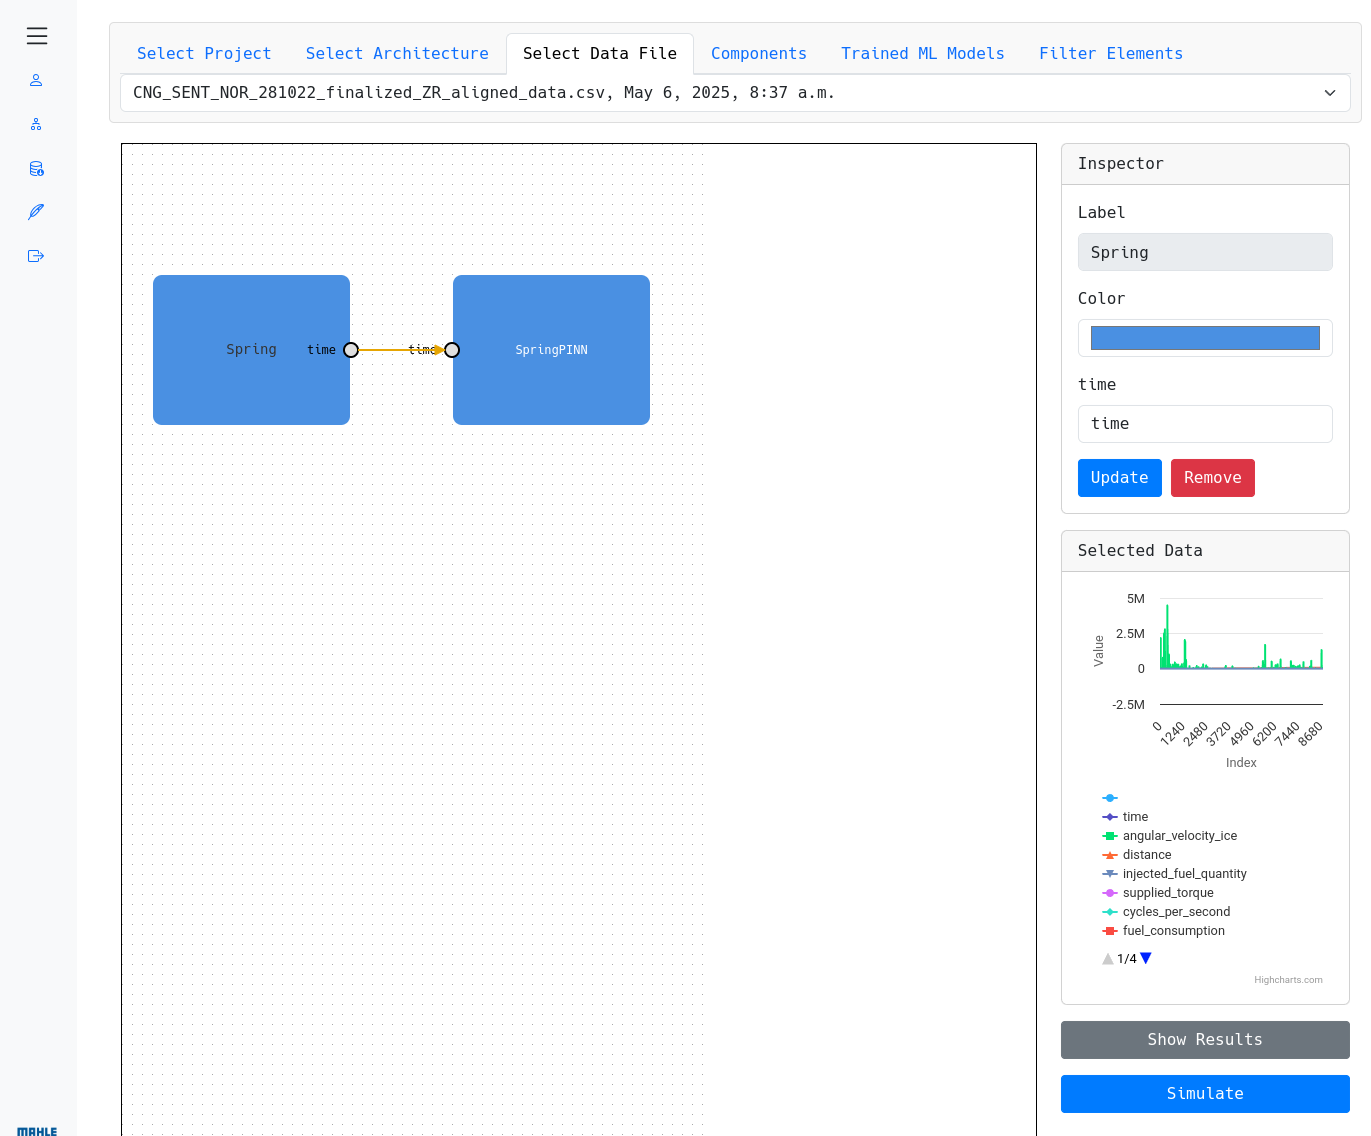 Select Project Select Architecture Select Data File Components Trained ML Models Filter Elements
CNG_SENT_NOR_281022_finalized_ZR_aligned_data.csv, May 6, 2025, 8:37 a.m.
Spring time time SpringPINN
Inspector
Label
Spring
Color
time
time
Update Remove
Selected Data
5M
2.5M
0
-2.5M
Value
0 1240 2480 3720 4960 6200 7440 8680
Index
time
angular_velocity_ice
distance
injected_fuel_quantity
supplied_torque
cycles_per_second
fuel_consumption
1/4
Highcharts.com
Show Results
Simulate
MAHLE